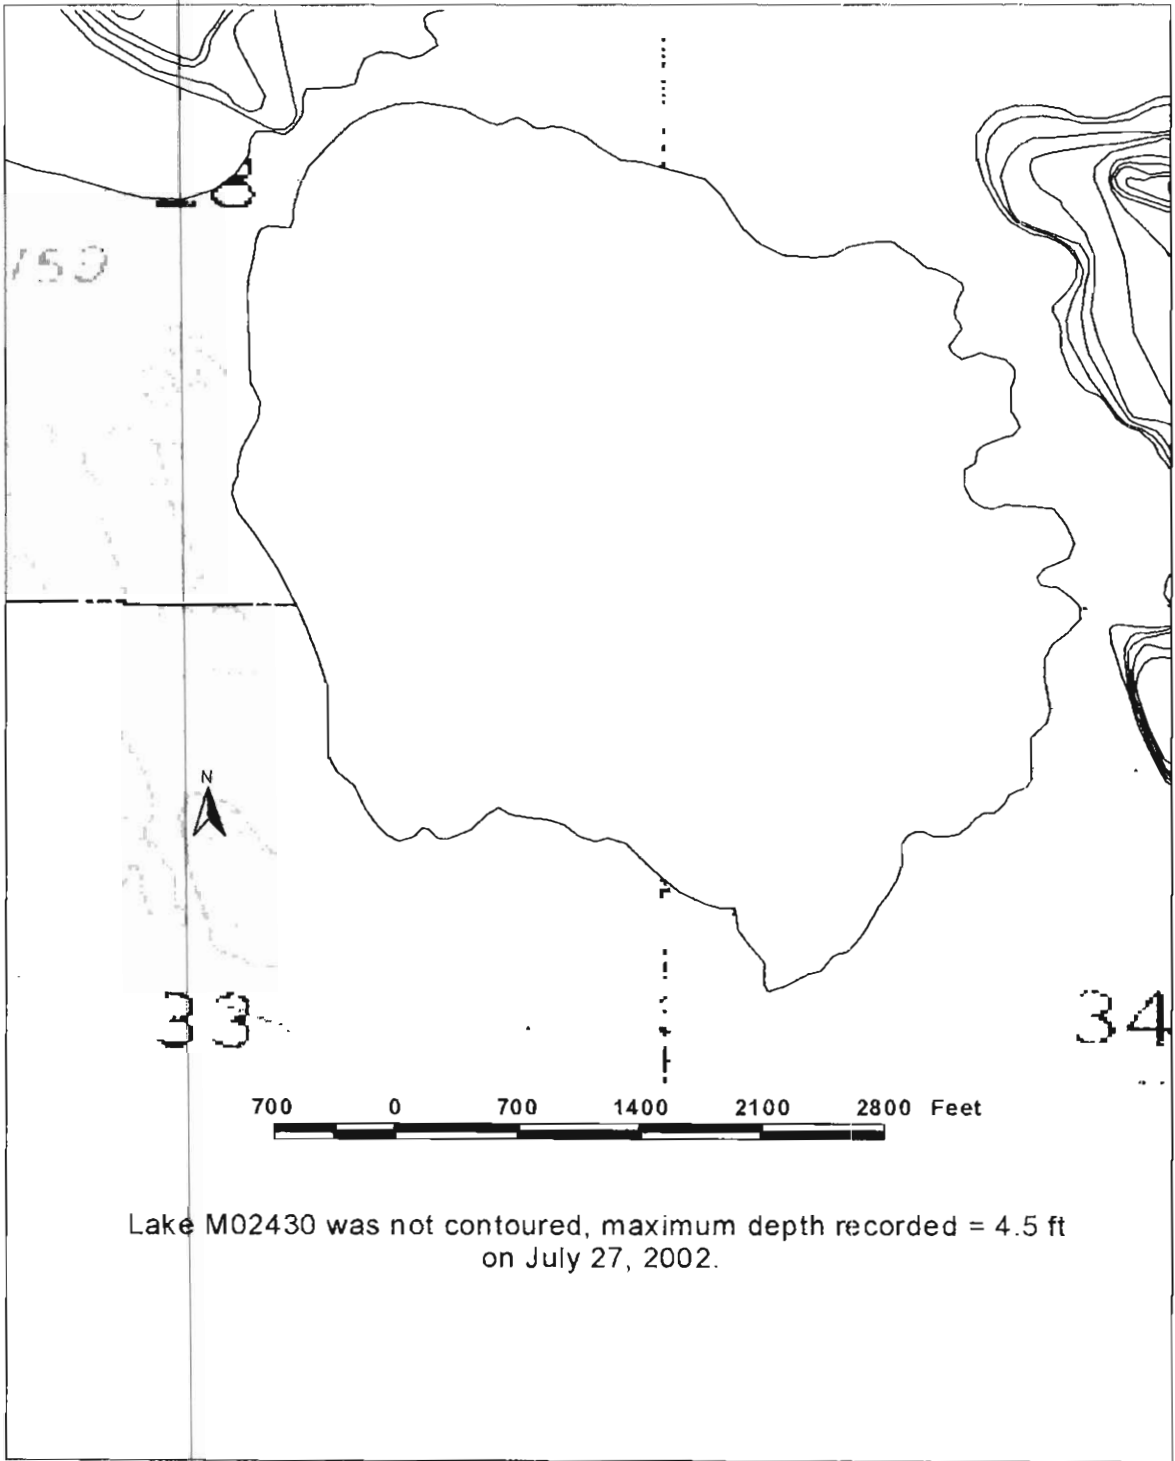 159
N
33
34
700 0 700 1400 2100 2800 Feet
Lake M02430 was not contoured, maximum depth recorded = 4.5 ft
on July 27, 2002.